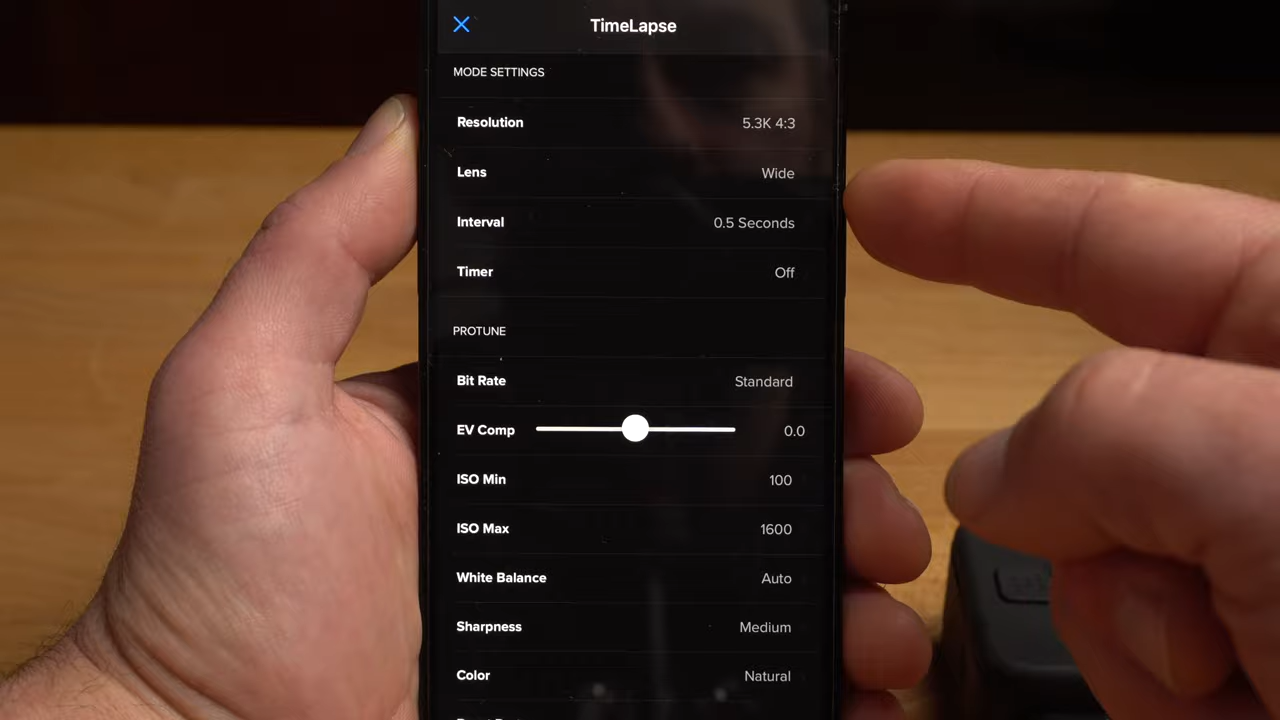 TimeLapse
MODE SETTINGS
Resolution 5.3K 4:3
Lens Wide
Interval 0.5 Seconds
Timer Off
PROTUNE
Bit Rate Standard
EV Comp 0.0
ISO Min 100
ISO Max 1600
White Balance Auto
Sharpness Medium
Color Natural